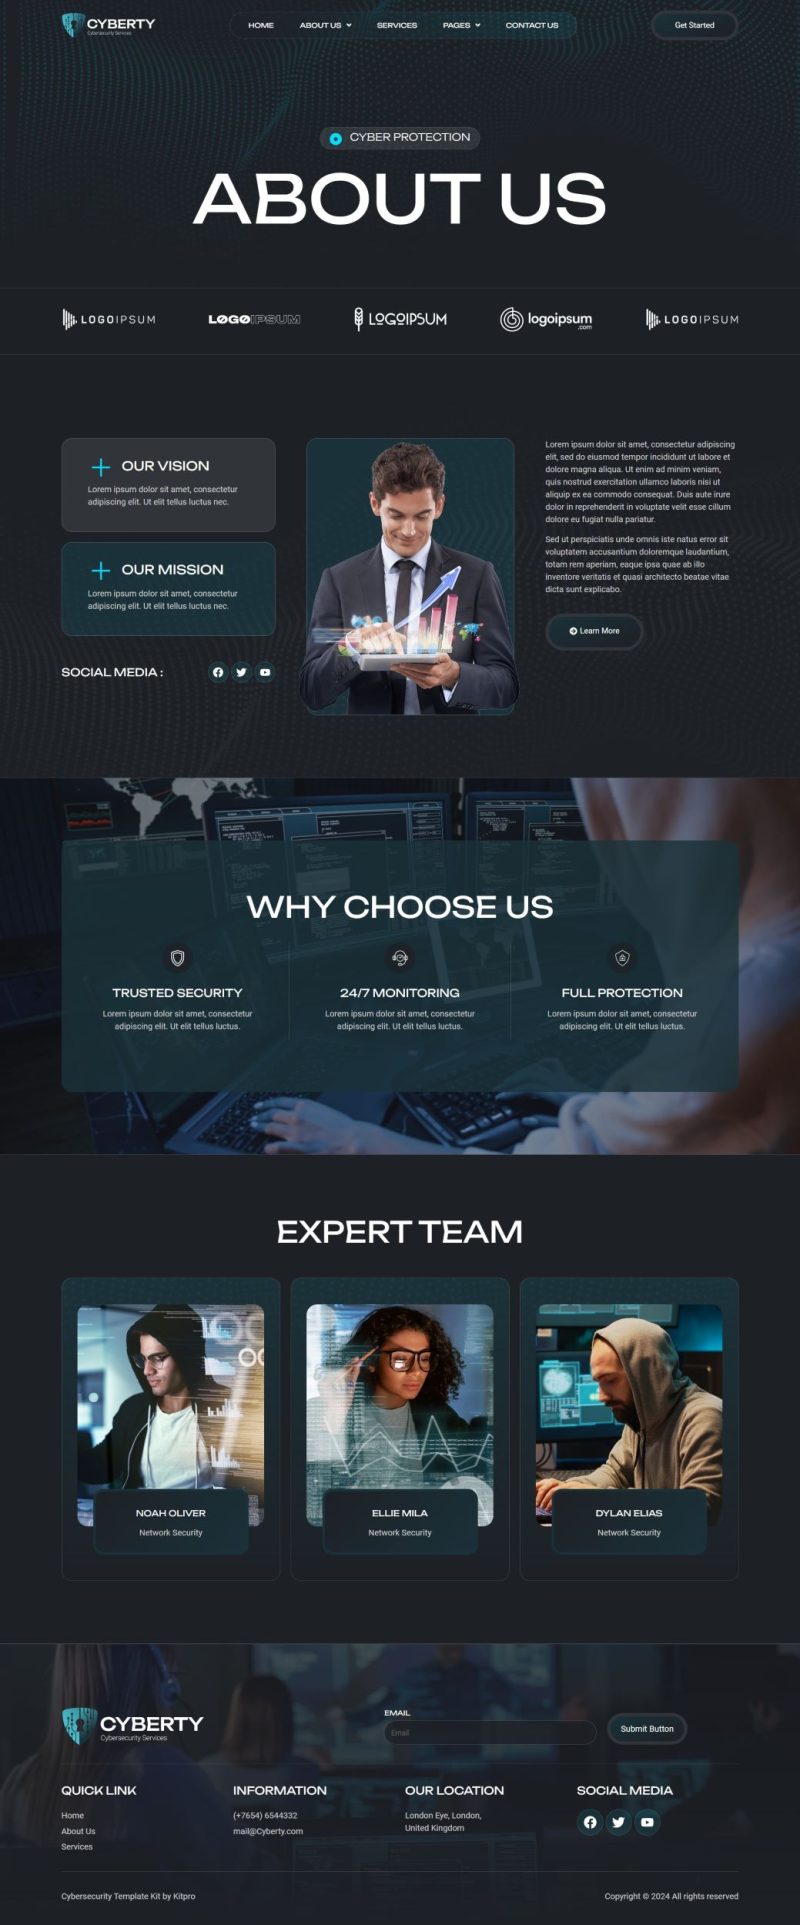 CYBERTY
Cybersecurity Services
HOME
ABOUT US
SERVICES
PAGES
CONTACT US
Get Started
CYBER PROTECTION
ABOUT US
LOGOIPSUM
LOGOIPSUM
LOGOIPSUM
logoipsum
.com
LOGOIPSUM
OUR VISION
Lorem ipsum dolor sit amet, consectetur
adipiscing elit. Ut elit tellus luctus nec.
OUR MISSION
Lorem ipsum dolor sit amet, consectetur
adipiscing elit. Ut elit tellus luctus nec.
SOCIAL MEDIA :
Lorem ipsum dolor sit amet, consectetur adipiscing
elit, sed do eiusmod tempor incididunt ut labore et
dolore magna aliqua. Ut enim ad minim veniam,
quis nostrud exercitation ullamco laboris nisi ut
aliquip ex ea commodo consequat. Duis aute irure
dolor in reprehenderit in voluptate velit esse cillum
dolore eu fugiat nulla pariatur.
Sed ut perspiciatis unde omnis iste natus error sit
voluptatem accusantium doloremque laudantium,
totam rem aperiam, eaque ipsa quae ab illo
inventore veritatis et quasi architecto beatae vitae
dicta sunt explicabo.
Learn More
WHY CHOOSE US
TRUSTED SECURITY
Lorem ipsum dolor sit amet, consectetur
adipiscing elit. Ut elit tellus luctus.
24/7 MONITORING
Lorem ipsum dolor sit amet, consectetur
adipiscing elit. Ut elit tellus luctus.
FULL PROTECTION
Lorem ipsum dolor sit amet, consectetur
adipiscing elit. Ut elit tellus luctus.
EXPERT TEAM
NOAH OLIVER
Network Security
ELLIE MILA
Network Security
DYLAN ELIAS
Network Security
CYBERTY
Cybersecurity Services
EMAIL
Email
Submit Button
QUICK LINK
Home
About Us
Services
INFORMATION
(+7654) 6544332
mail@Cyberty.com
OUR LOCATION
London Eye, London,
United Kingdom
SOCIAL MEDIA
Cybersecurity Template Kit by Kitpro
Copyright © 2024 All rights reserved